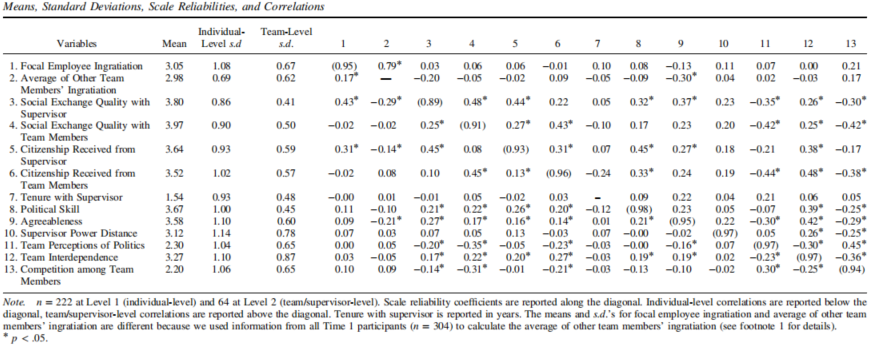 Means, Standard Deviations, Scale Reliabilities, and Correlations
Variables Mean Individual-Level s.d Team-Level s.d. 1 2 3 4 5 6 7 8 9 10 11 12 13
1. Focal Employee Ingratiation 3.05 1.08 0.67 (0.95) 0.79* 0.03 0.06 0.06 −0.01 0.10 0.08 −0.13 0.11 0.07 0.00 0.21
2. Average of Other Team Members' Ingratiation 2.98 0.69 0.62 0.17* — −0.20 −0.05 −0.02 0.09 −0.05 −0.09 −0.30* 0.04 0.02 −0.03 0.17
3. Social Exchange Quality with Supervisor 3.80 0.86 0.41 0.43* −0.29* (0.89) 0.48* 0.44* 0.22 0.05 0.32* 0.37* 0.23 −0.35* 0.26* −0.30*
4. Social Exchange Quality with Team Members 3.97 0.90 0.50 −0.02 −0.02 0.25* (0.91) 0.27* 0.43* −0.10 0.17 0.23 0.20 −0.42* 0.25* −0.42*
5. Citizenship Received from Supervisor 3.64 0.93 0.59 0.31* −0.14* 0.45* 0.08 (0.93) 0.31* 0.07 0.45* 0.27* 0.18 −0.21 0.38* −0.17
6. Citizenship Received from Team Members 3.52 1.02 0.57 −0.02 0.08 0.10 0.45* 0.13* (0.96) −0.24 0.33* 0.24 0.19 −0.44* 0.48* −0.38*
7. Tenure with Supervisor 1.54 0.93 0.48 −0.00 0.01 −0.01 0.05 −0.02 0.03 – 0.09 0.22 0.04 0.21 0.06 0.05
8. Political Skill 3.67 1.00 0.45 0.11 −0.10 0.21* 0.22* 0.26* 0.20* −0.12 (0.98) 0.23 0.05 −0.07 0.39* −0.25*
9. Agreeableness 3.58 1.10 0.60 0.09 −0.21* 0.27* 0.17* 0.16* 0.14 0.01 0.21* (0.95) 0.22 −0.30* 0.42* −0.29*
10. Supervisor Power Distance 3.12 1.14 0.78 0.07 0.03 0.07 0.05 0.13 −0.03 0.07 −0.00 −0.02 (0.97) 0.05 0.26* −0.25*
11. Team Perceptions of Politics 2.30 1.04 0.65 0.00 0.05 −0.20* −0.35* −0.05 −0.23* −0.03 −0.00 −0.16* 0.07 (0.97) −0.30* 0.45*
12. Team Interdependence 3.27 1.10 0.87 0.03 −0.05 0.17* 0.22* 0.20* 0.27* −0.03 0.19* 0.19* 0.02 −0.23* (0.97) −0.36*
13. Competition among Team Members 2.20 1.06 0.65 0.10 0.09 −0.14* −0.31* −0.01 −0.21* −0.03 −0.13 −0.10 −0.02 0.30* −0.25* (0.94)
Note. n = 222 at Level 1 (individual-level) and 64 at Level 2 (team/supervisor-level). Scale reliability coefficients are reported along the diagonal. Individual-level correlations are reported below the
diagonal, team/supervisor-level correlations are reported above the diagonal. Tenure with supervisor is reported in years. The means and s.d.'s for focal employee ingratiation and average of other team
members' ingratiation are different because we used information from all Time 1 participants (n = 304) to calculate the average of other team members' ingratiation (see footnote 1 for details).
* p < .05.